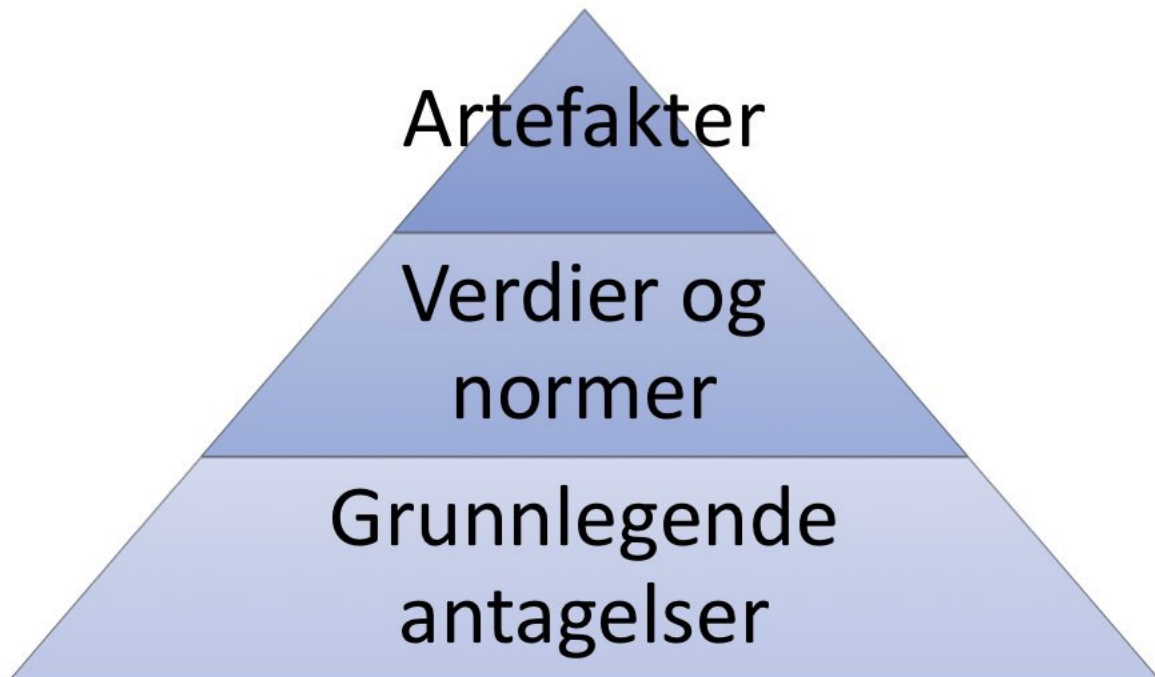 Artefakter
Verdier og
normer
Grunnlegende
antagelser